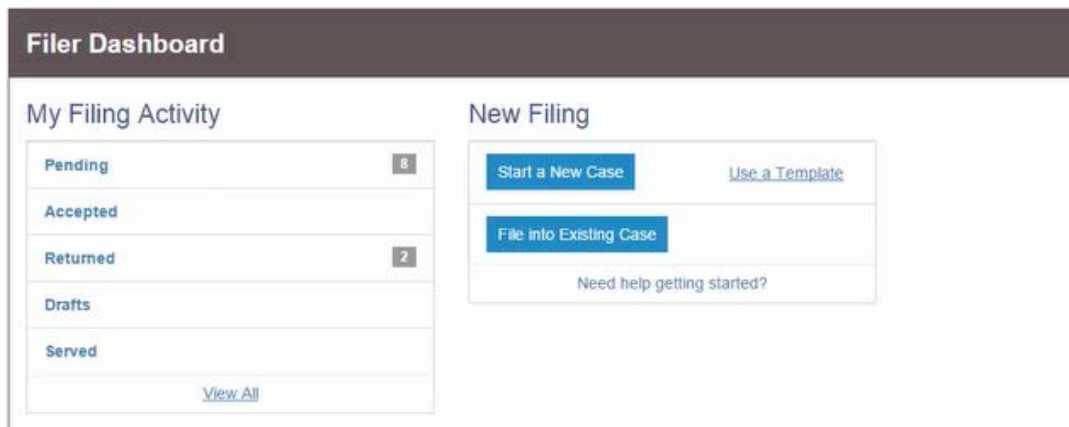 Filer Dashboard
My Filing Activity
Pending 8
Accepted
Returned 2
Drafts
Served
View All
New Filing
Start a New Case Use a Template
File into Existing Case
Need help getting started?